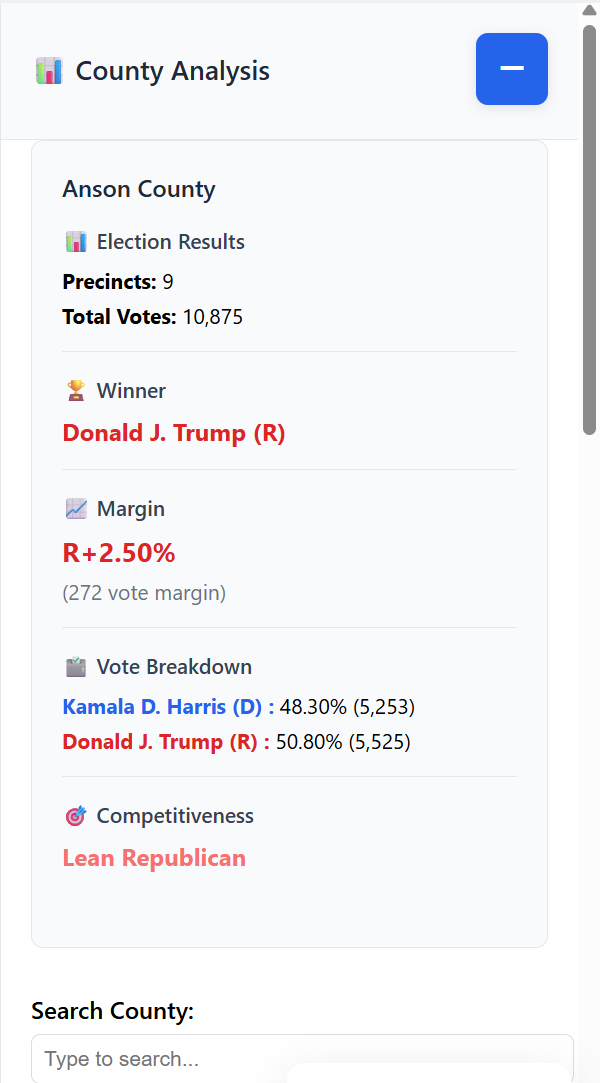 County Analysis
Anson County
Election Results
Precincts: 9
Total Votes: 10,875
Winner
Donald J. Trump (R)
Margin
R+2.50%
(272 vote margin)
Vote Breakdown
Kamala D. Harris (D) : 48.30% (5,253)
Donald J. Trump (R) : 50.80% (5,525)
Competitiveness
Lean Republican
Search County:
Type to search...